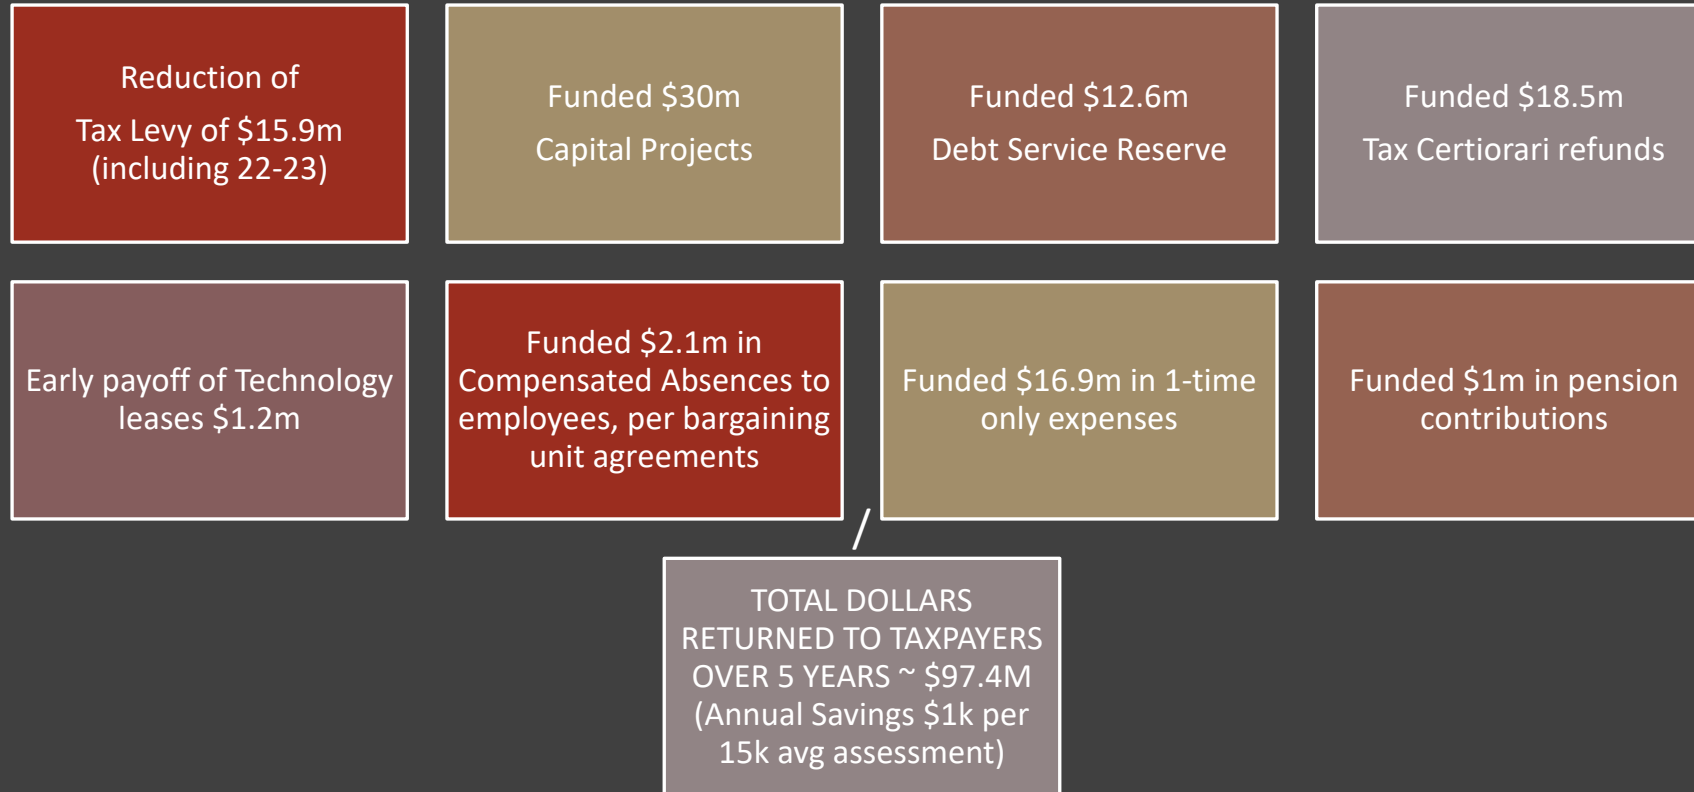 Reduction of
Tax Levy of $15.9m
(including 22-23)
Funded $30m
Capital Projects
Funded $12.6m
Debt Service Reserve
Funded $18.5m
Tax Certiorari refunds
Early payoff of Technology
leases $1.2m
Funded $2.1m in
Compensated Absences to
employees, per bargaining
unit agreements
Funded $16.9m in 1-time
only expenses
Funded $1m in pension
contributions
/
TOTAL DOLLARS
RETURNED TO TAXPAYERS
OVER 5 YEARS ~ $97.4M
(Annual Savings $1k per
15k avg assessment)